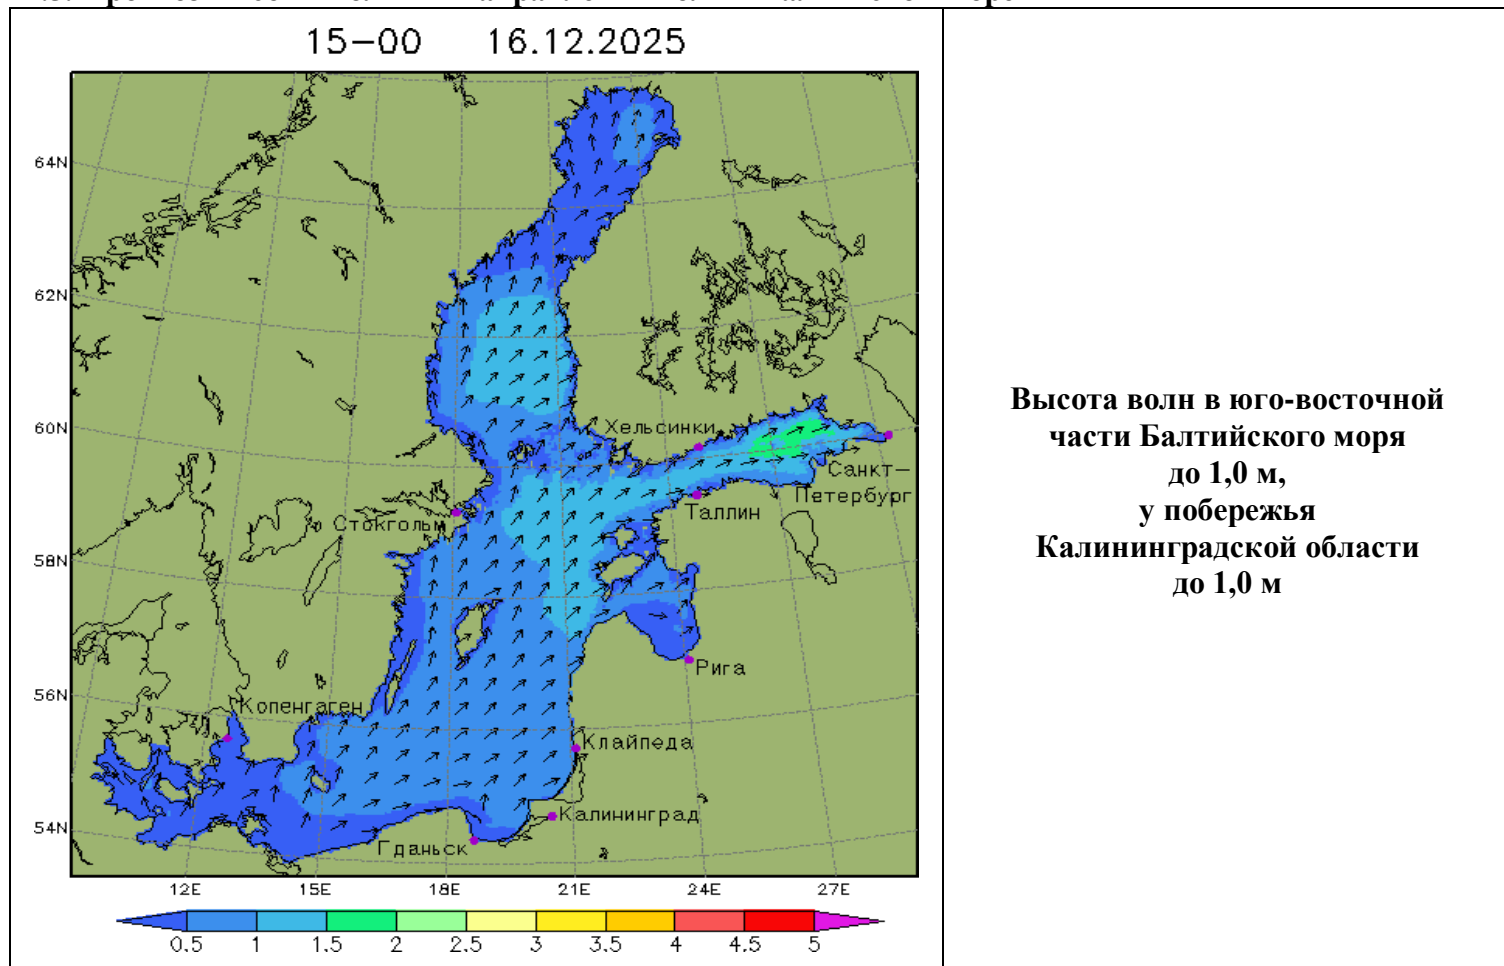 15-00 16.12.2025
64N
62N
60N
58N
56N
54N
Хельсинки
Санкт-
Петербург
Таллин
Стокгольм
Рига
Копенгаген
Клайпеда
Калининград
Гданьск
12E 15E 18E 21E 24E 27E
0.5 1 1.5 2 2.5 3 3.5 4 4.5 5
Высота волн в юго-восточной
части Балтийского моря
до 1,0 м,
у побережья
Калининградской области
до 1,0 м